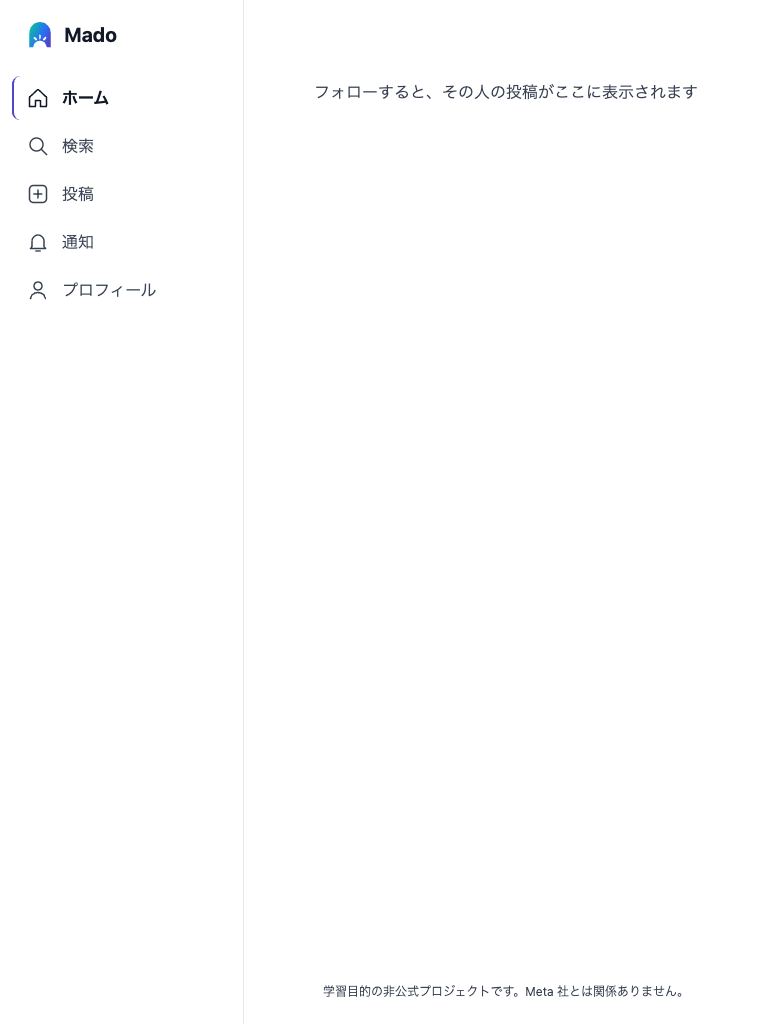 Mado
ホーム
検索
投稿
通知
プロフィール
フォローすると、その人の投稿がここに表示されます
学習目的の非公式プロジェクトです。Meta 社とは関係ありません。